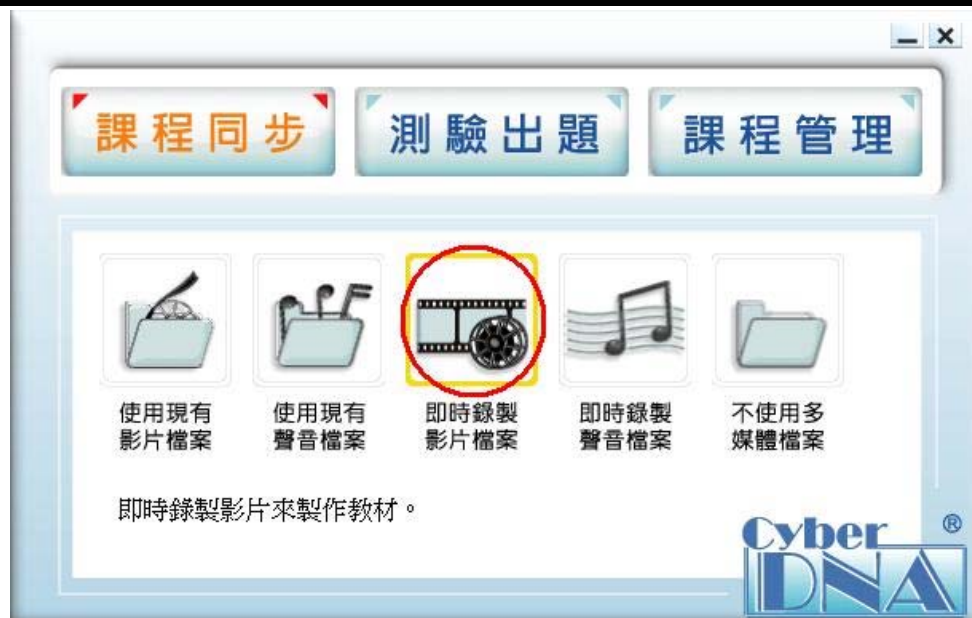 課程同步 測驗出題 課程管理
使用現有 使用現有 即時錄製 即時錄製 不使用多
影片檔案 聲音檔案 影片檔案 聲音檔案 媒體檔案
即時錄製影片來製作教材。
Cyber ®
DNA